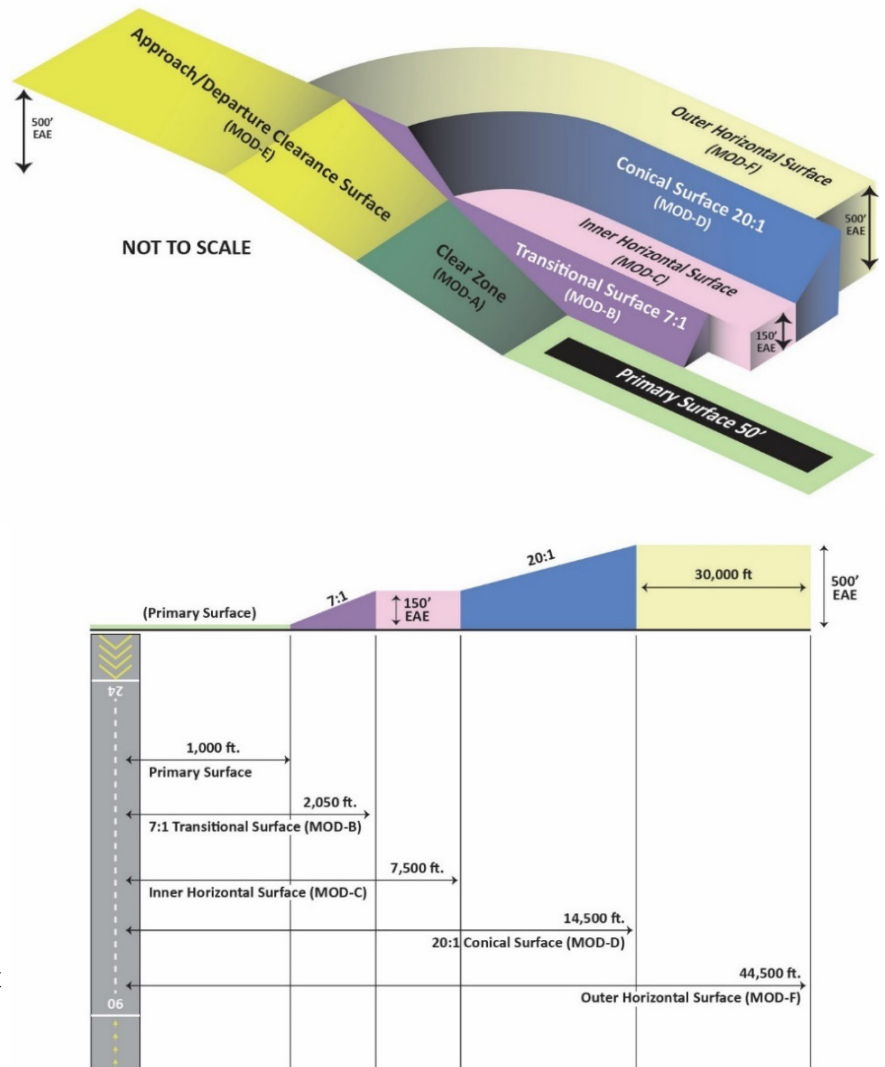 Approach/Departure Clearance Surface
(MOD-E)
500'
EAE
Outer Horizontal Surface
(MOD-F)
Conical Surface 20:1
(MOD-D)
500'
EAE
Inner Horizontal Surface
(MOD-C)
NOT TO SCALE
Transitional Surface 7:1
(MOD-B)
Clear Zone
(MOD-A)
150'
EAE
Primary Surface 50'
20:1
30,000 ft
500'
EAE
7:1
150'
EAE
(Primary Surface)
24
1,000 ft.
Primary Surface
2,050 ft.
7:1 Transitional Surface (MOD-B)
7,500 ft.
Inner Horizontal Surface (MOD-C)
14,500 ft.
20:1 Conical Surface (MOD-D)
44,500 ft.
Outer Horizontal Surface (MOD-F)
06